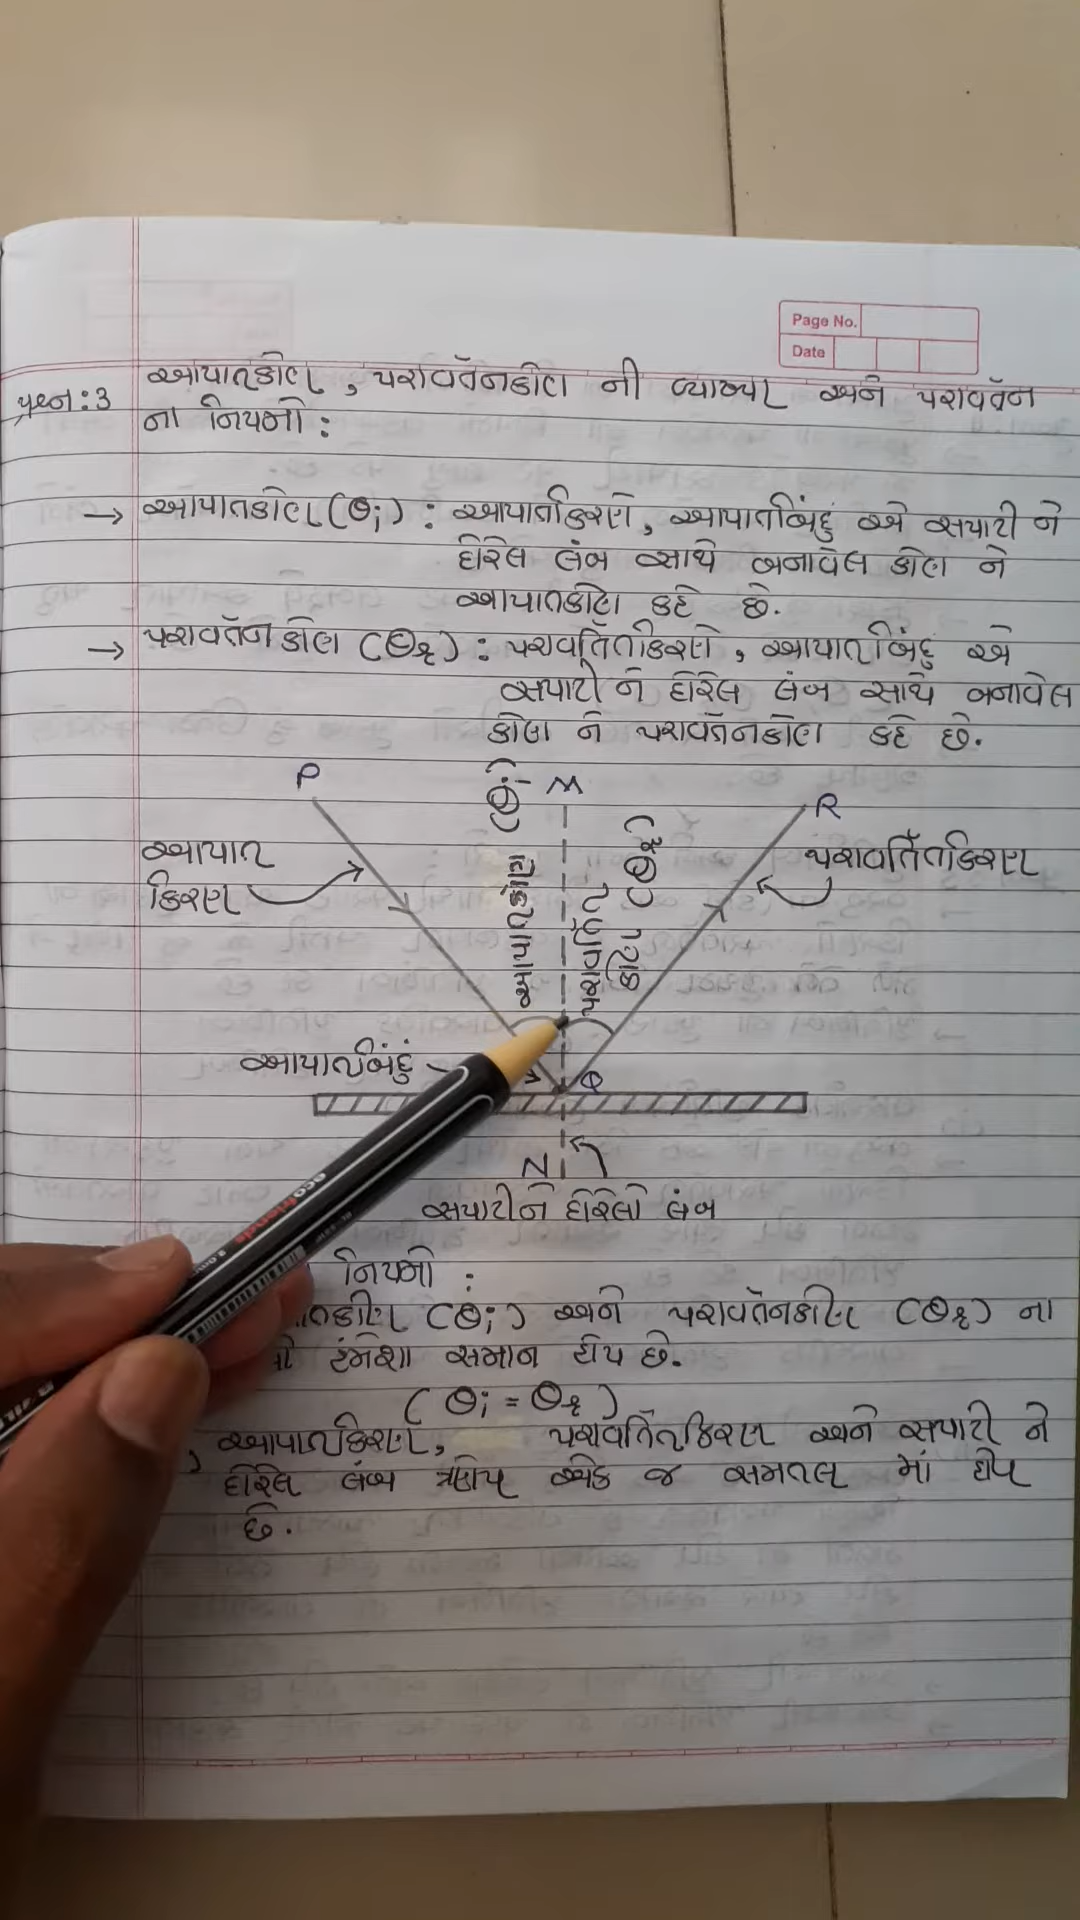 Page No.
Date
પ્રશ્ન:3 આપાતકોણ, પરાવર્તનકોણ ની વ્યાખ્યા અને પરાવર્તન
ના નિયમો :
→ આપાતકોણ (θi) : આપાતકિરણે, આપાતબિંદુ એ સપાટી ને
દોરેલ લંબ સાથે બનાવેલ કોણ ને
આપાતકોણ કહે છે.
→ પરાવર્તન કોણ (θr) : પરાવર્તિતકિરણે, આપાતબિંદુ એ
સપાટી ને દોરેલ લંબ સાથે બનાવેલ
કોણ ને પરાવર્તનકોણ કહે છે.
P
M
R
આપાત
કિરણ
આપાતકોણ (θi)
પરાવર્તન
કોણ (θr)
પરાવર્તિતકિરણ
આપાતબિંદું
Q
N
સપાટીને દોરેલો લંબ
નિયમો :
(θi) અને પરાવર્તનકોણ (θr) ના
હંમેશા સમાન હોય છે.
(θi = θr)
આપાતકિરણ, પરાવર્તિતકિરણ અને સપાટી ને
દોરેલ લંબ ત્રણેય એક જ સમતલ માં હોય
છે.
ecofriends